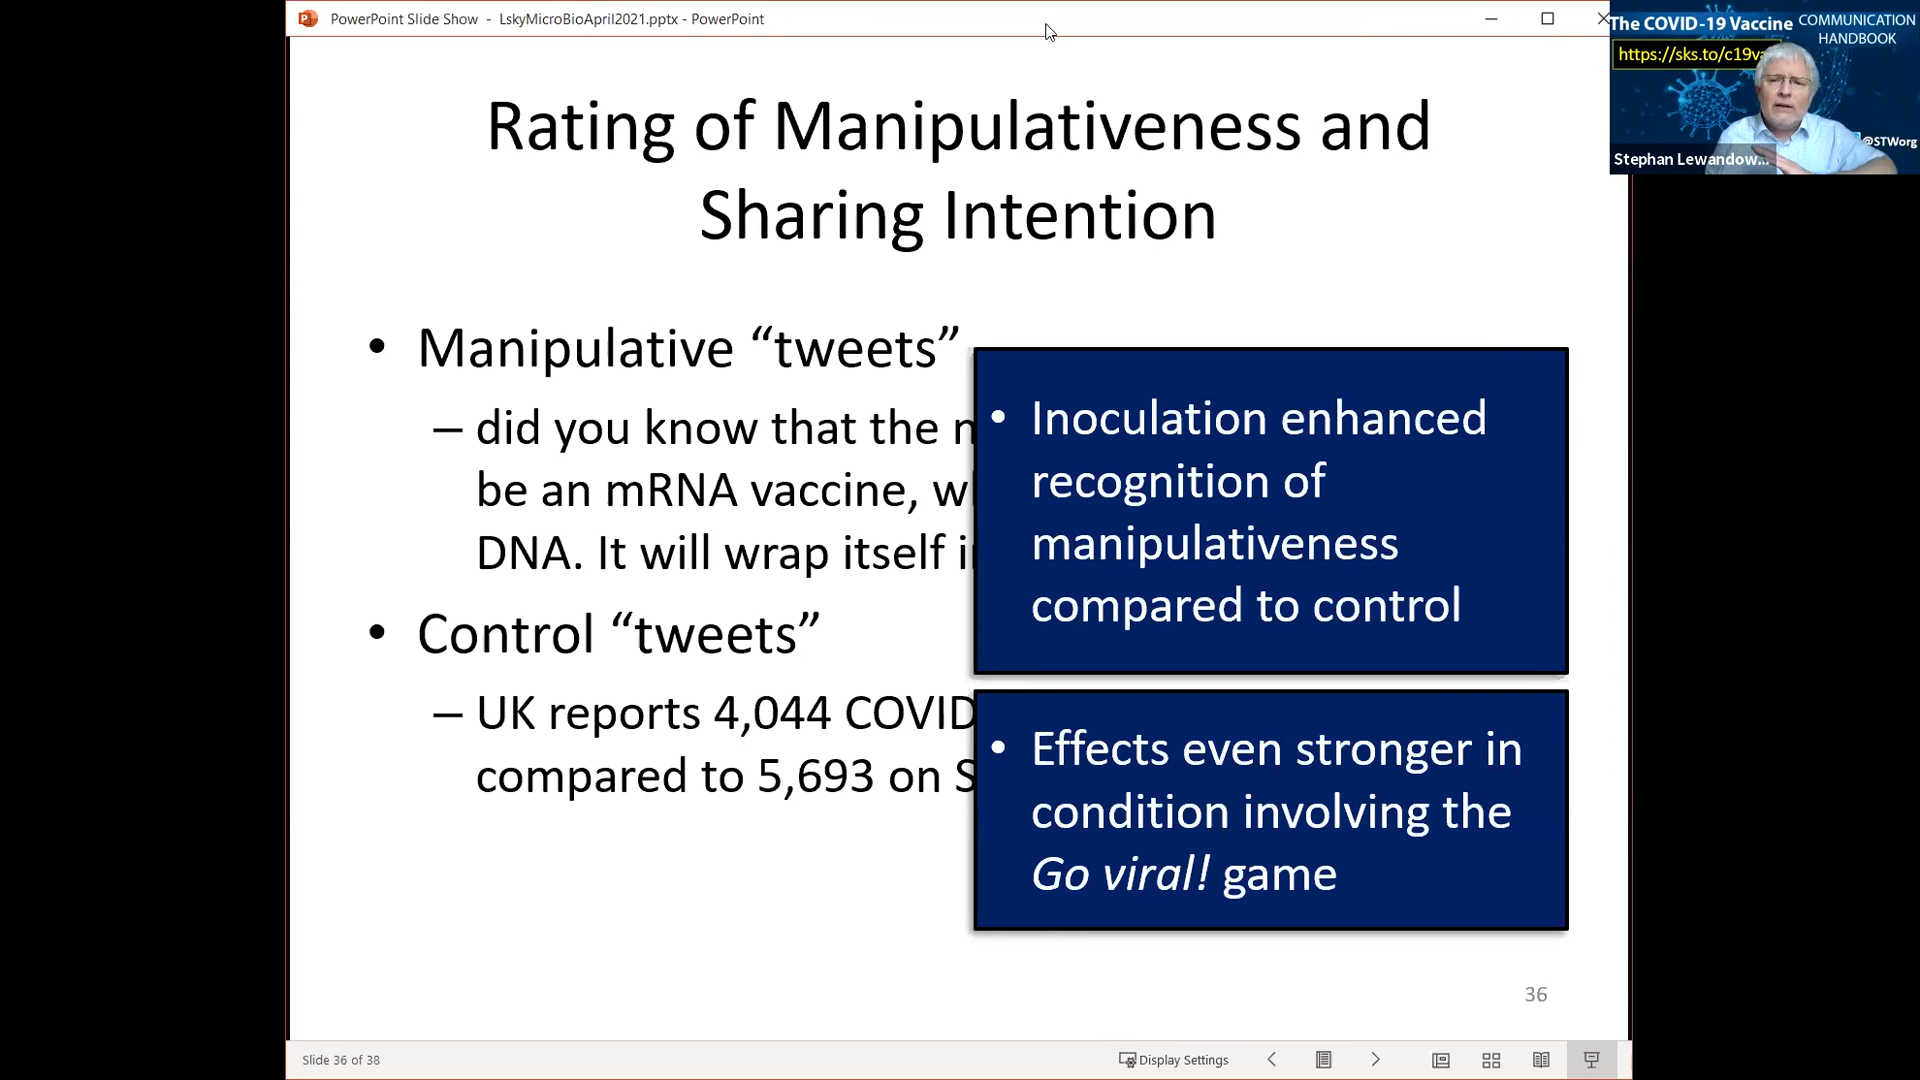 PowerPoint Slide Show - LskyMicroBioApril2021.pptx - PowerPoint
The COVID-19 Vaccine COMMUNICATION
HANDBOOK
https://sks.to/c19v
@STWorg
Stephan Lewandow...
Rating of Manipulativeness and
Sharing Intention
• Manipulative “tweets”
– did you know that the
be an mRNA vaccine,
DNA. It will wrap itself
• Control “tweets”
– UK reports 4,044 COVID
compared to 5,693 on
• Inoculation enhanced
recognition of
manipulativeness
compared to control
• Effects even stronger in
condition involving the
Go viral! game
36
Slide 36 of 38
Display Settings